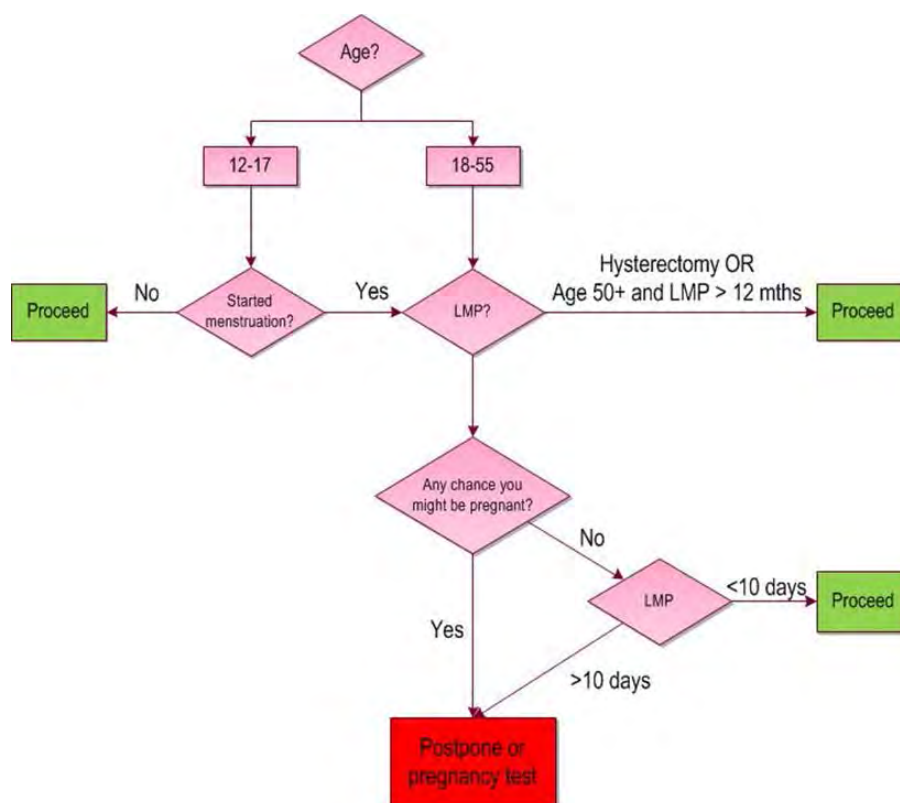 Age?
12-17
18-55
Hysterectomy OR
Age 50+ and LMP > 12 mths
Proceed
No
Started
menstruation?
Yes
LMP?
Proceed
Any chance you
might be pregnant?
No
LMP
<10 days
Proceed
Yes
>10 days
Postpone or
pregnancy test